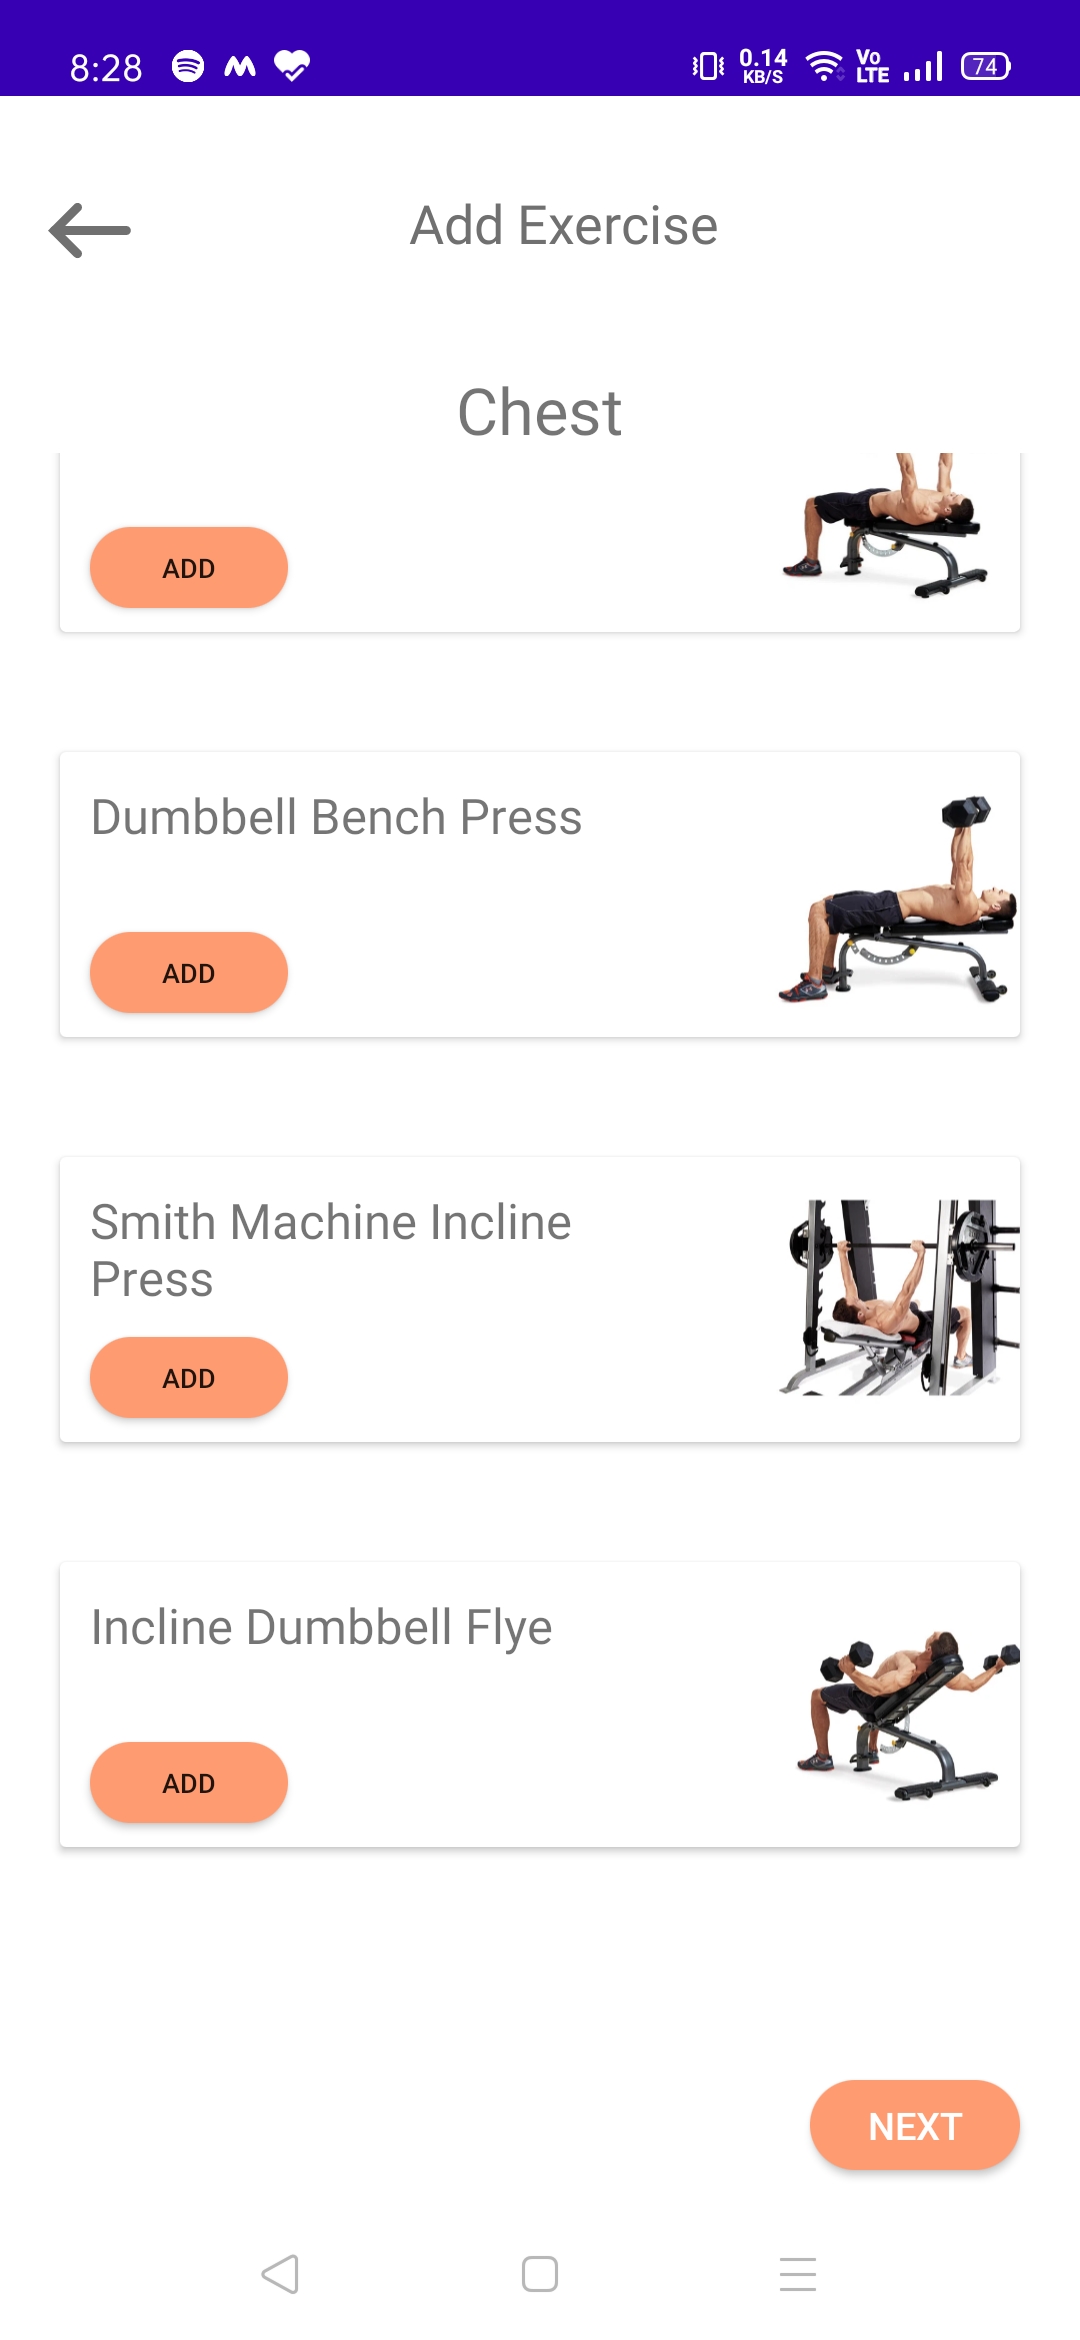 8:28
0.14
KB/S
Vo
LTE
74
Add Exercise
Chest
ADD
Dumbbell Bench Press
ADD
Smith Machine Incline
Press
ADD
Incline Dumbbell Flye
ADD
NEXT